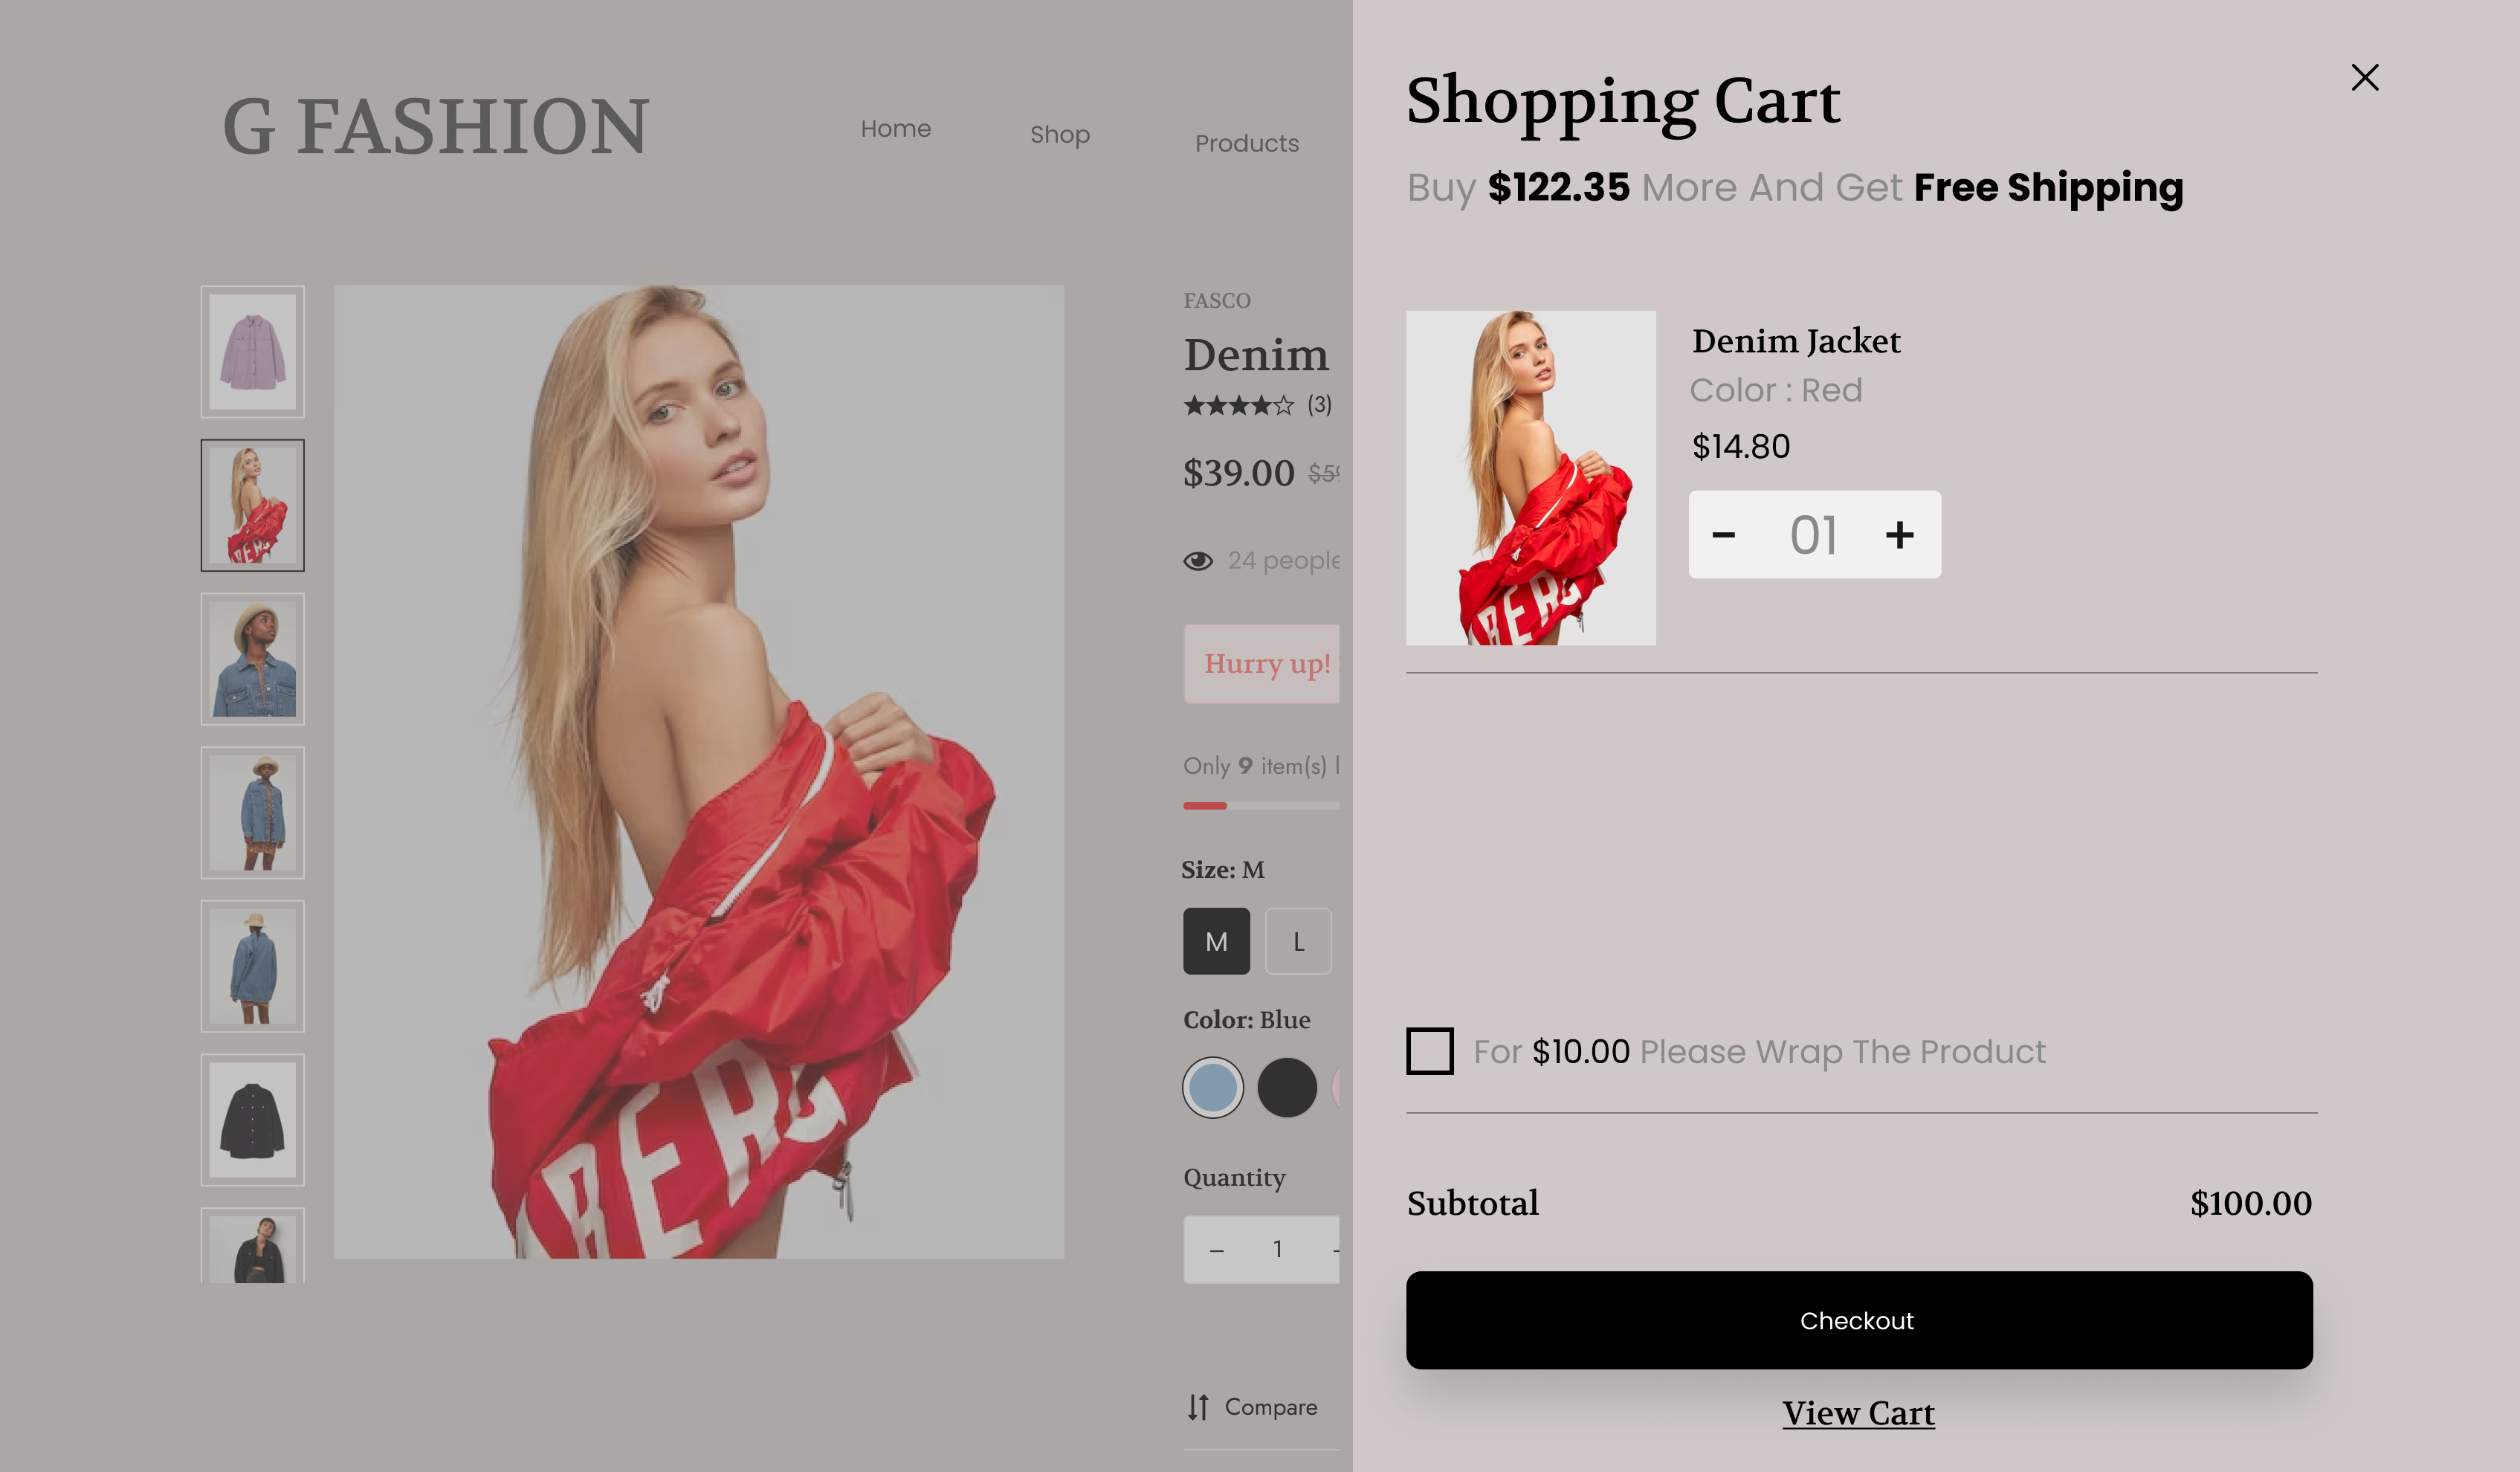 G FASHION
Home
Shop
Products
FASCO
Denim
(3)
$39.00
24 people
Hurry up!
Only 9 item(s)
Size: M
M
L
Color: Blue
Quantity
– 1
Compare
Shopping Cart
Buy $122.35 More And Get Free Shipping
Denim Jacket
Color : Red
$14.80
- 01 +
For $10.00 Please Wrap The Product
Subtotal
$100.00
Checkout
View Cart